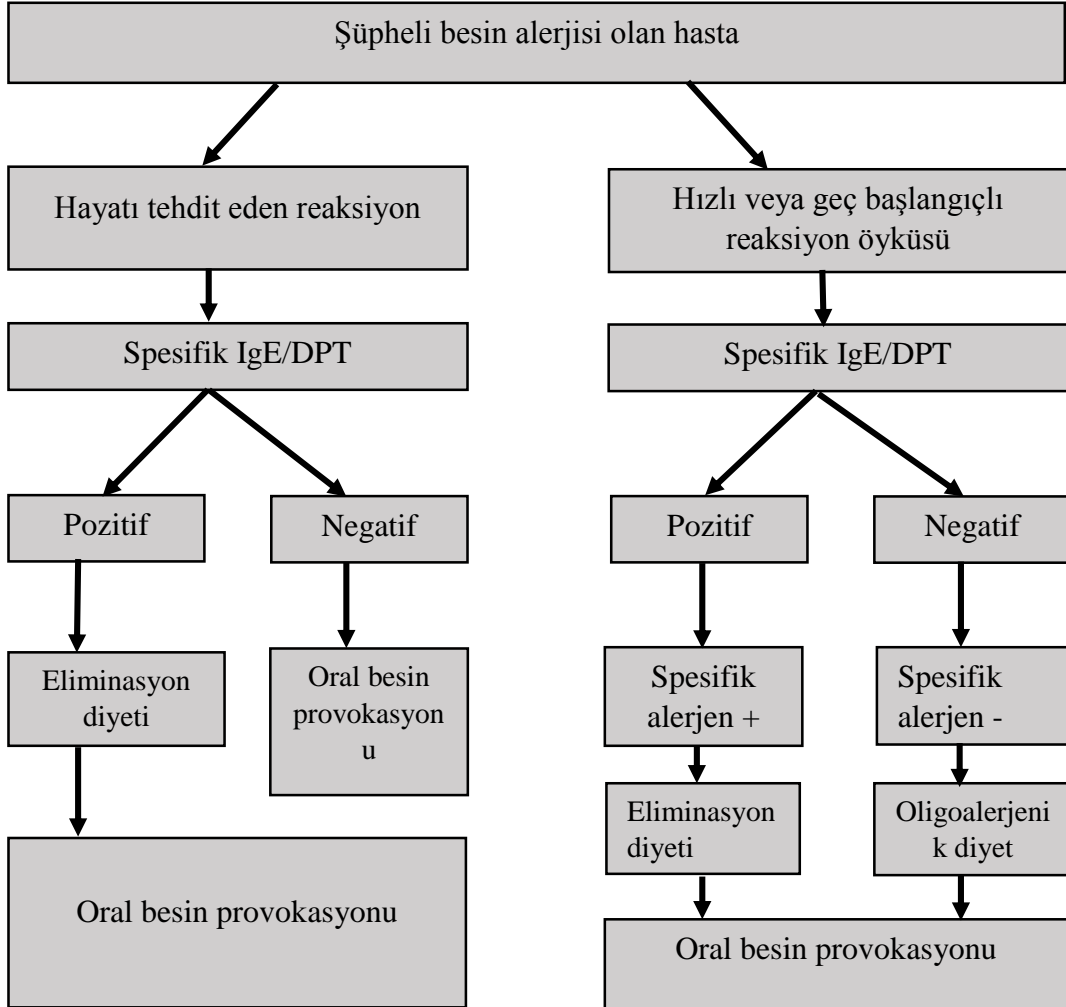 Şüpheli besin alerjisi olan hasta
Hayatı tehdit eden reaksiyon
Hızlı veya geç başlangıçlı
reaksiyon öyküsü
Spesifik IgE/DPT
Spesifik IgE/DPT
Pozitif
Negatif
Pozitif
Negatif
Eliminasyon
diyeti
Oral besin
provokasyon
u
Spesifik
alerjen +
Spesifik
alerjen -
Eliminasyon
diyeti
Oligoalerjeni
k diyet
Oral besin provokasyonu
Oral besin provokasyonu